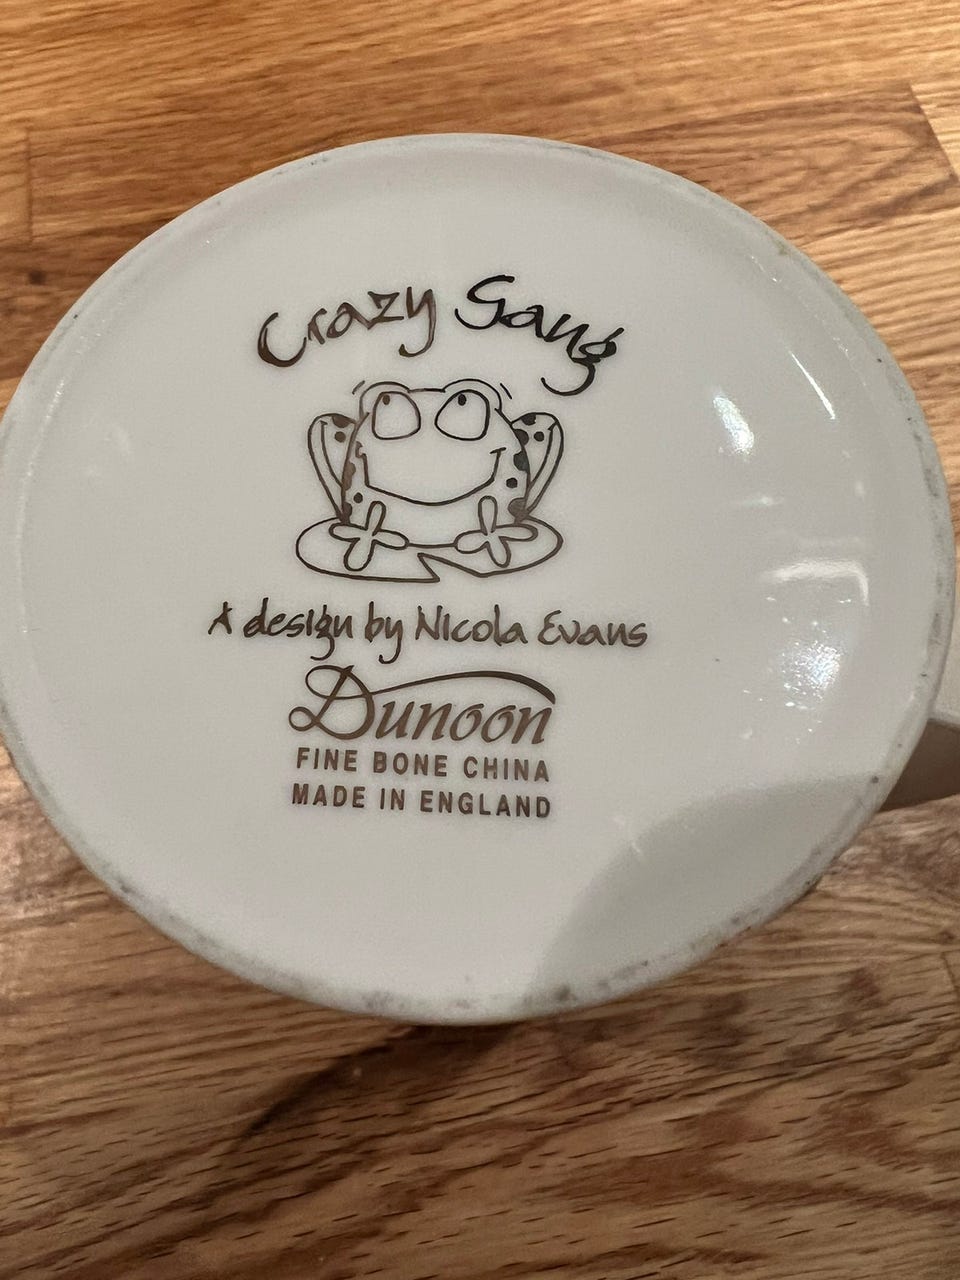 Crazy Gang
A design by Nicola Evans
Dunoon
FINE BONE CHINA
MADE IN ENGLAND